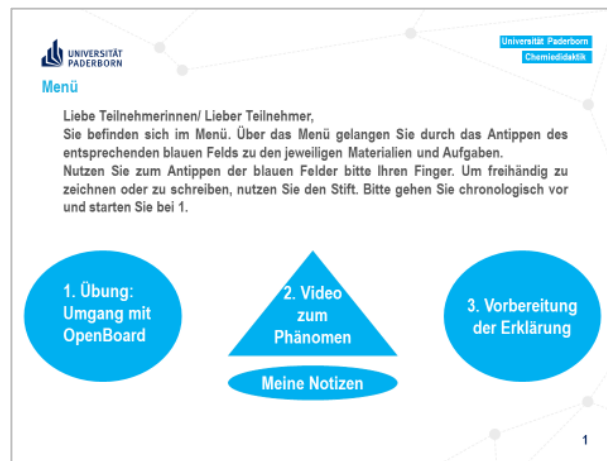 UNIVERSITÄT
PADERBORN
Universität Paderborn
Chemiedidaktik
Menü
Liebe Teilnehmerinnen/ Lieber Teilnehmer,
Sie befinden sich im Menü. Über das Menü gelangen Sie durch das Antippen des
entsprechenden blauen Felds zu den jeweiligen Materialien und Aufgaben.
Nutzen Sie zum Antippen der blauen Felder bitte Ihren Finger. Um freihändig zu
zeichnen oder zu schreiben, nutzen Sie den Stift. Bitte gehen Sie chronologisch vor
und starten Sie bei 1.
1. Übung:
Umgang mit
OpenBoard
2. Video
zum
Phänomen
Meine Notizen
3. Vorbereitung
der Erklärung
1